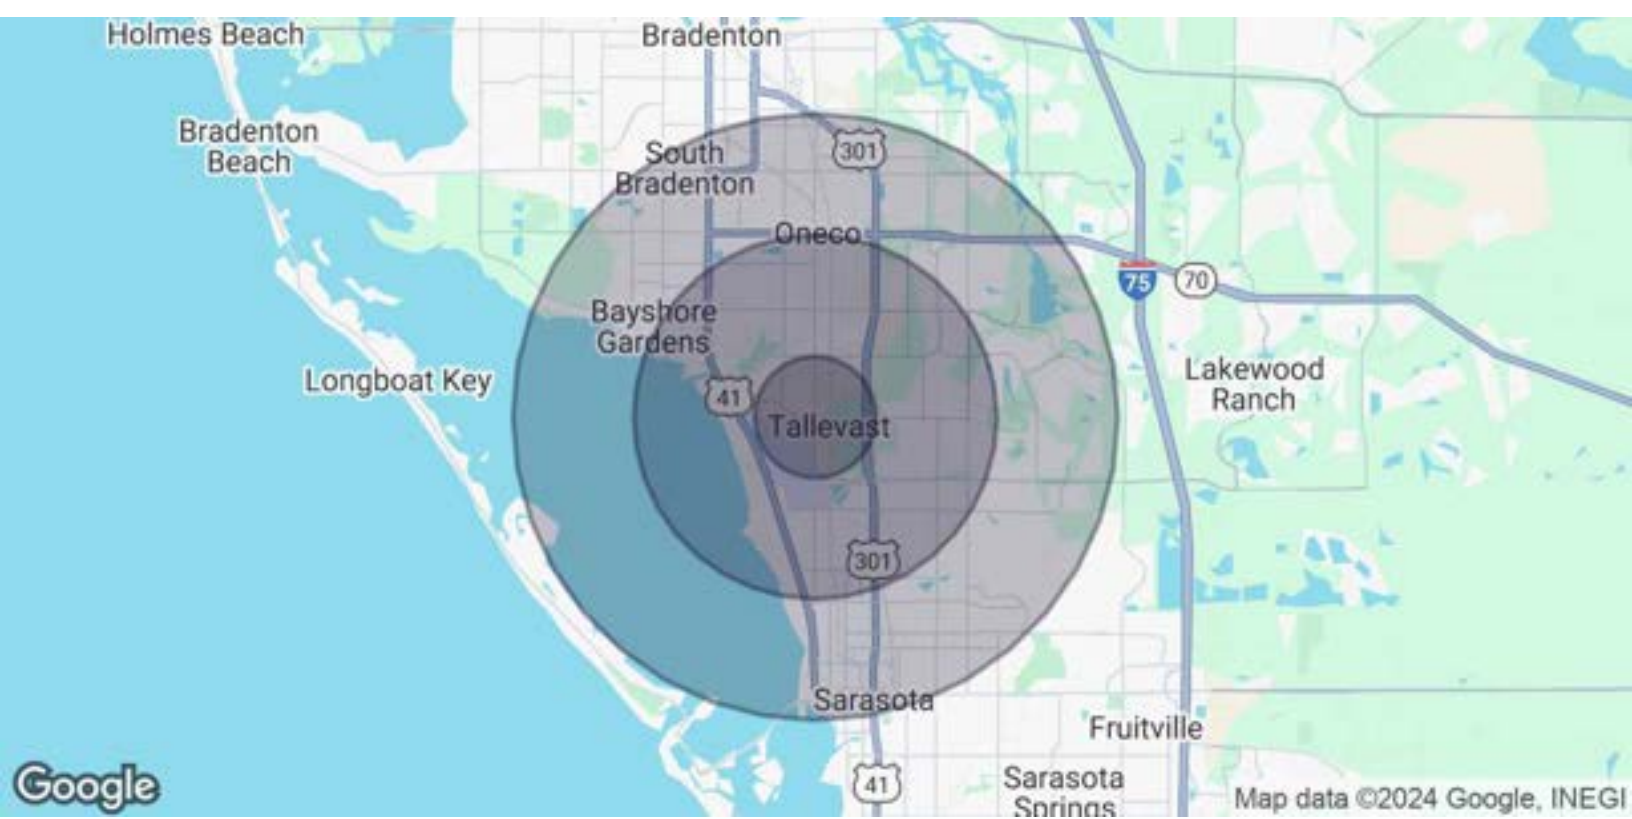 Holmes Beach
Bradenton
Bradenton
Beach
South
Bradenton
301
Oneco
75
70
Bayshore
Gardens
Longboat Key
41
Tallevast
Lakewood
Ranch
301
Sarasota
Fruitville
41
Sarasota
Springs
Google
Map data ©2024 Google, INEGI